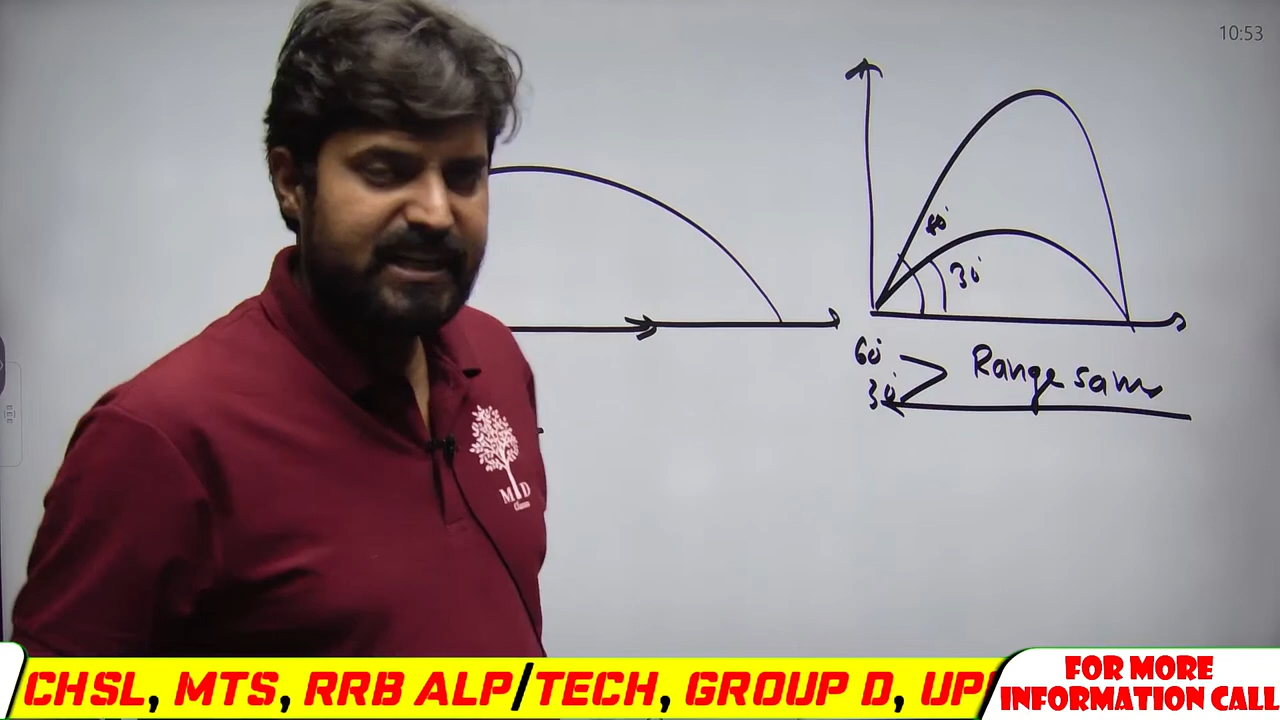 10:53
60°
30°
60°
30°
Range same
M D
Classes
CHSL, MTS, RRB ALP/TECH, GROUP D, UP
FOR MORE
INFORMATION CALL